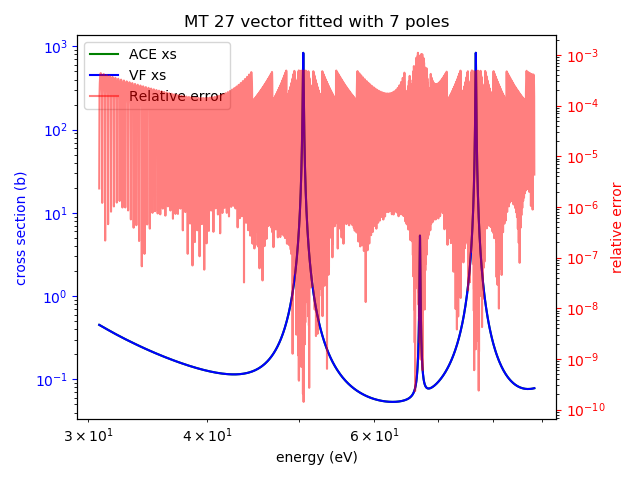 MT 27 vector fitted with 7 poles
ACE xs
VF xs
Relative error
10³
10²
10¹
10⁰
10⁻¹
cross section (b)
10⁻³
10⁻⁴
10⁻⁵
10⁻⁶
10⁻⁷
10⁻⁸
10⁻⁹
10⁻¹⁰
relative error
3 × 10¹ 4 × 10¹ 6 × 10¹
energy (eV)